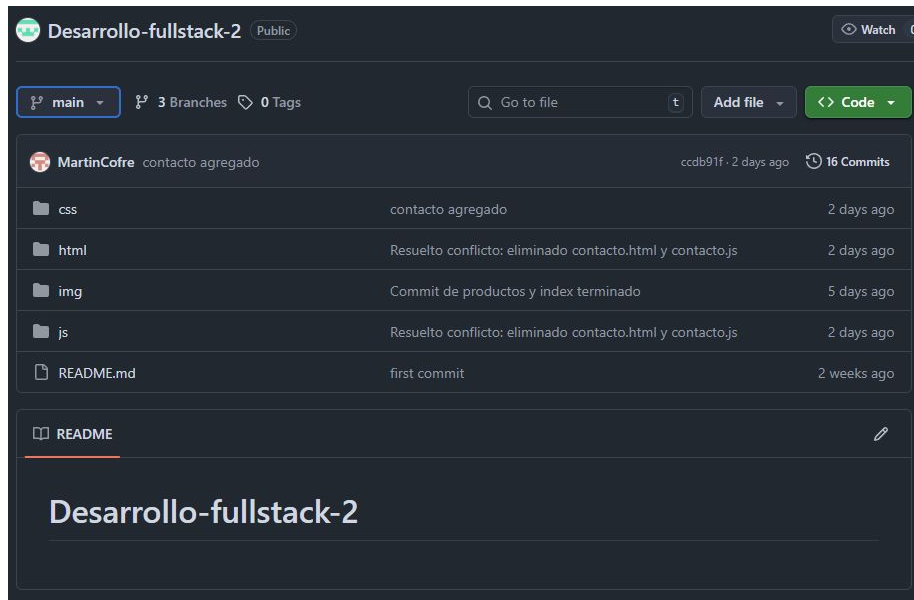 Desarrollo-fullstack-2 Public Watch
main 3 Branches 0 Tags Go to file t Add file Code
MartinCofre contacto agregado ccdb91f · 2 days ago 16 Commits
css contacto agregado 2 days ago
html Resuelto conflicto: eliminado contacto.html y contacto.js 2 days ago
img Commit de productos y index terminado 5 days ago
js Resuelto conflicto: eliminado contacto.html y contacto.js 2 days ago
README.md first commit 2 weeks ago
README
Desarrollo-fullstack-2